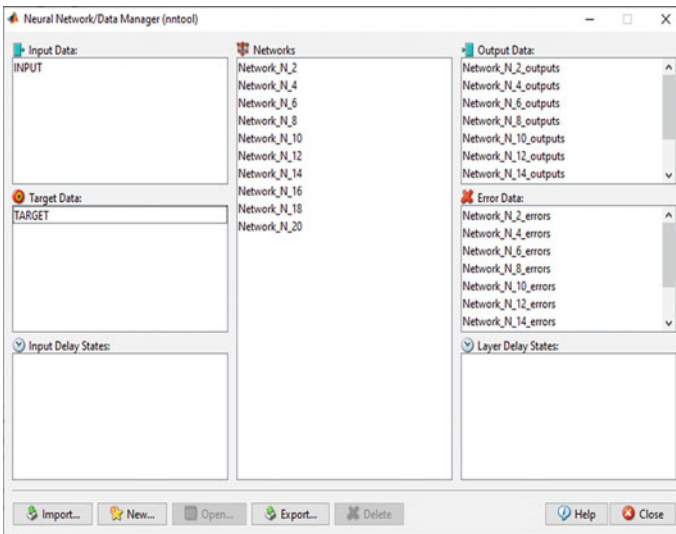 Neural Network/Data Manager (nntool)
Input Data:
INPUT
Target Data:
TARGET
Input Delay States:
Networks
Network_N_2
Network_N_4
Network_N_6
Network_N_8
Network_N_10
Network_N_12
Network_N_14
Network_N_16
Network_N_18
Network_N_20
Output Data:
Network_N_2_outputs
Network_N_4_outputs
Network_N_6_outputs
Network_N_8_outputs
Network_N_10_outputs
Network_N_12_outputs
Network_N_14_outputs
Error Data:
Network_N_2_errors
Network_N_4_errors
Network_N_6_errors
Network_N_8_errors
Network_N_10_errors
Network_N_12_errors
Network_N_14_errors
Layer Delay States:
Import... New... Open... Export... Delete Help Close